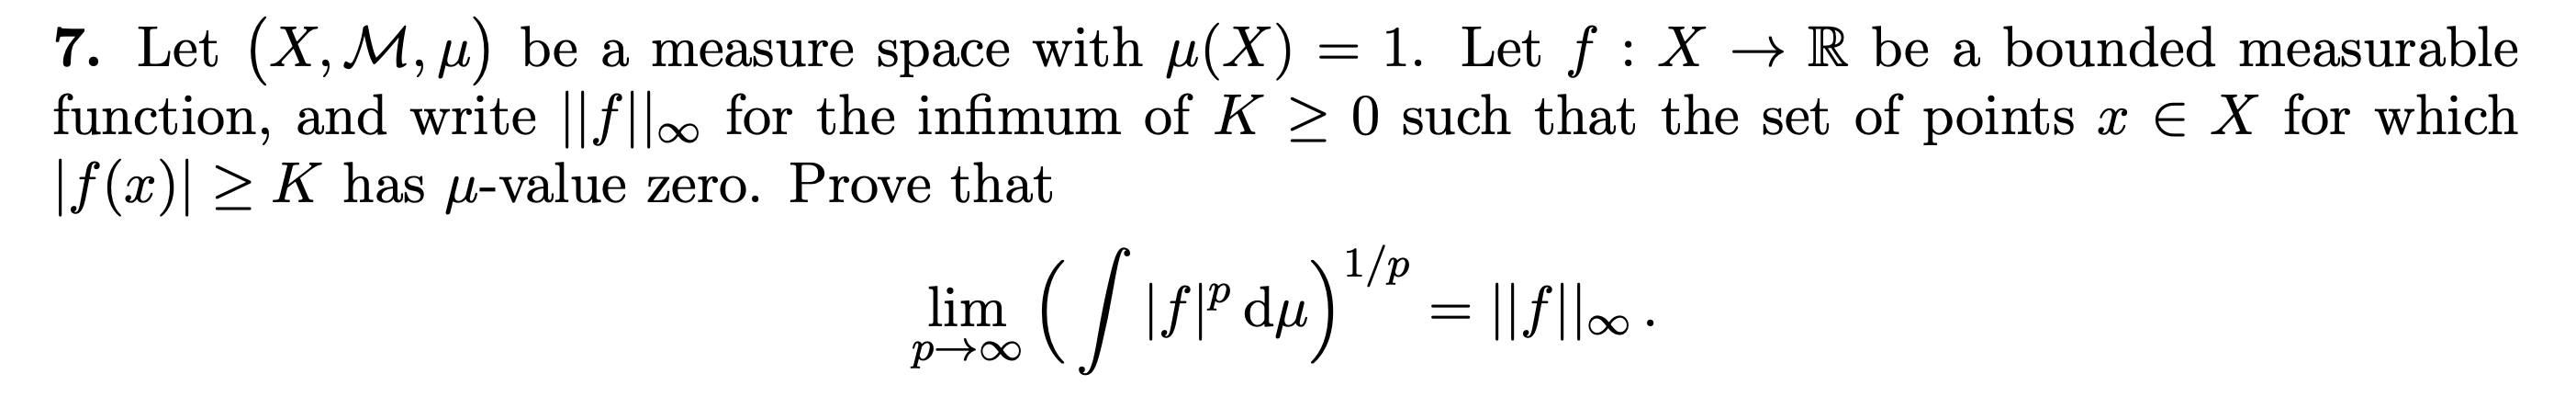 7. Let (X, ℳ, μ) be a measure space with μ(X) = 1. Let f : X → ℝ be a bounded measurable
function, and write ||f||∞ for the infimum of K ≥ 0 such that the set of points x ∈ X for which
|f(x)| ≥ K has μ-value zero. Prove that
lim_{p→∞} (∫ |f|^p dμ)^{1/p} = ||f||∞ .